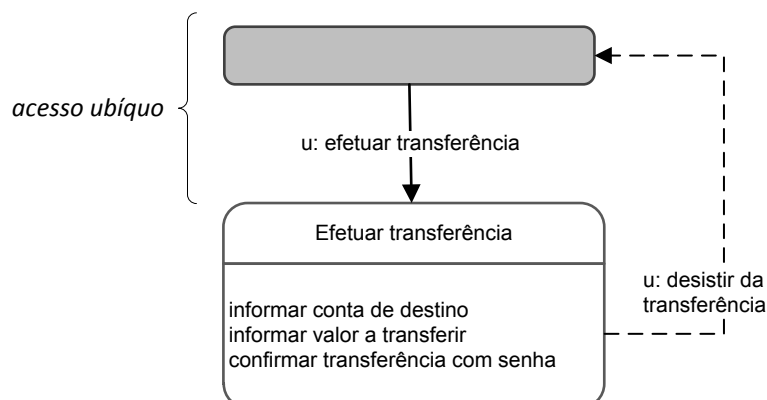 acesso ubíquo
u: efetuar transferência
Efetuar transferência
informar conta de destino
informar valor a transferir
confirmar transferência com senha
u: desistir da
transferência